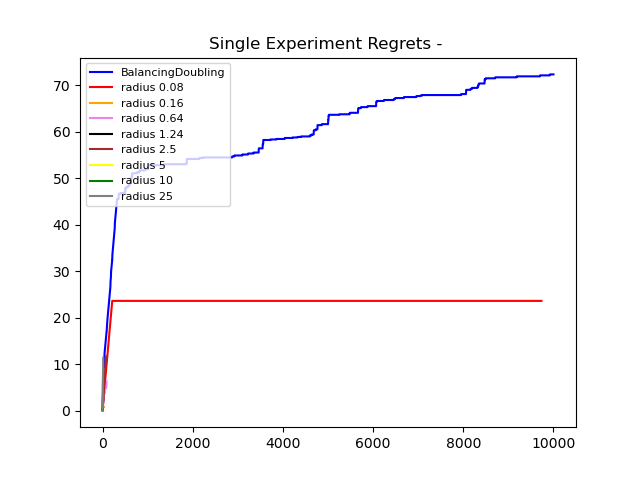 Single Experiment Regrets -
BalancingDoubling
radius 0.08
radius 0.16
radius 0.64
radius 1.24
radius 2.5
radius 5
radius 10
radius 25
70
60
50
40
30
20
10
0
0 2000 4000 6000 8000 10000